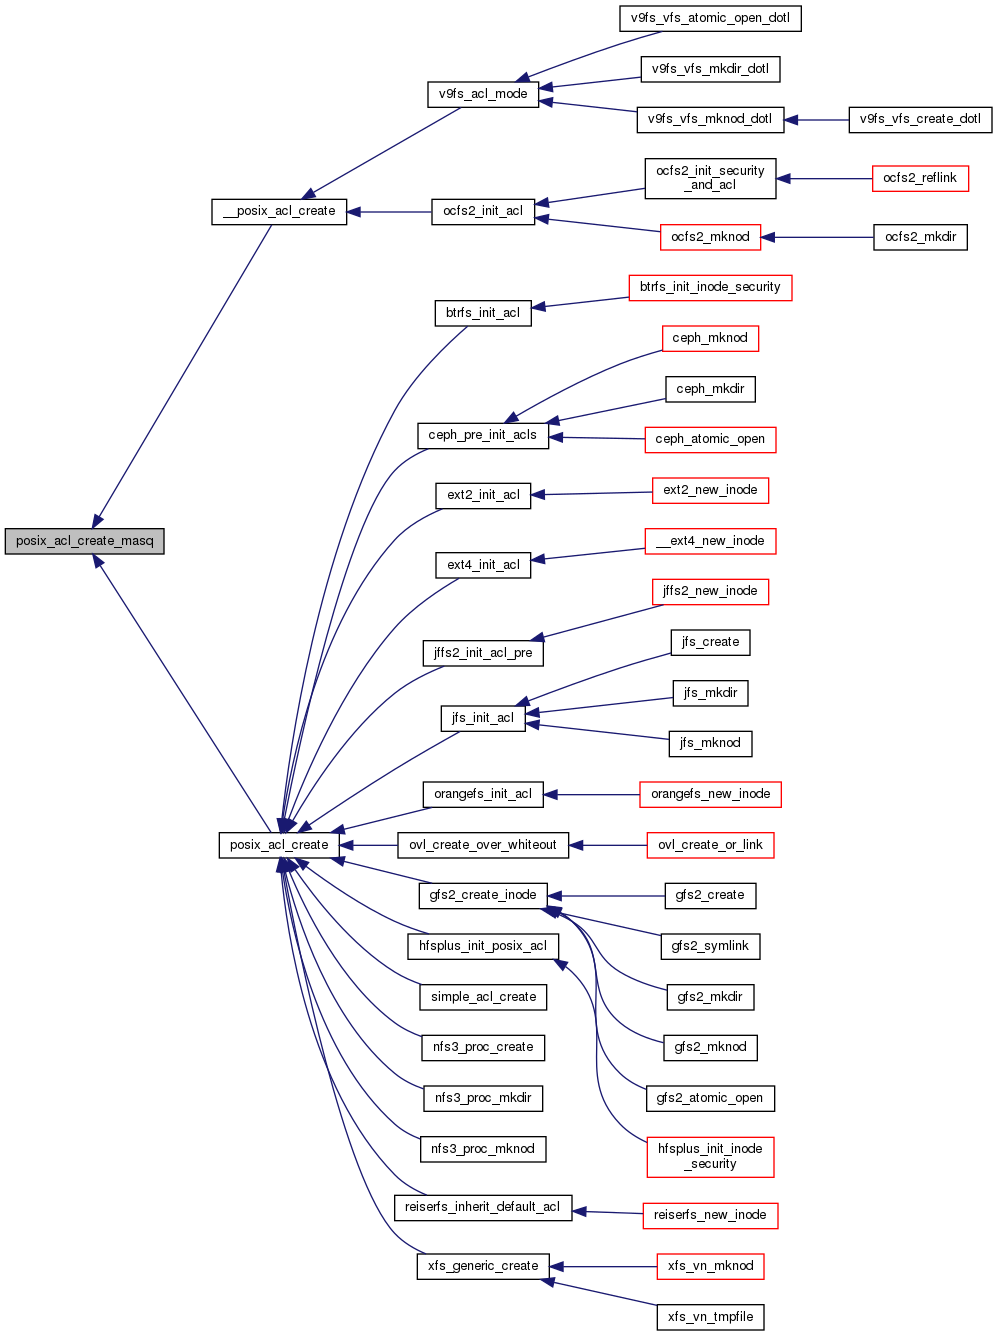 v9fs_vfs_atomic_open_dotl
v9fs_vfs_mkdir_dotl
v9fs_acl_mode
v9fs_vfs_mknod_dotl
v9fs_vfs_create_dotl
ocfs2_init_security
_and_acl
ocfs2_reflink
__posix_acl_create
ocfs2_init_acl
ocfs2_mknod
ocfs2_mkdir
btrfs_init_inode_security
btrfs_init_acl
ceph_mknod
ceph_mkdir
ceph_pre_init_acls
ceph_atomic_open
ext2_init_acl
ext2_new_inode
posix_acl_create_masq
__ext4_new_inode
ext4_init_acl
jffs2_new_inode
jffs2_init_acl_pre
jfs_create
jfs_mkdir
jfs_init_acl
jfs_mknod
orangefs_init_acl
orangefs_new_inode
posix_acl_create
ovl_create_over_whiteout
ovl_create_or_link
gfs2_create_inode
gfs2_create
hfsplus_init_posix_acl
gfs2_symlink
simple_acl_create
gfs2_mkdir
nfs3_proc_create
gfs2_mknod
nfs3_proc_mkdir
gfs2_atomic_open
nfs3_proc_mknod
hfsplus_init_inode
_security
reiserfs_inherit_default_acl
reiserfs_new_inode
xfs_generic_create
xfs_vn_mknod
xfs_vn_tmpfile